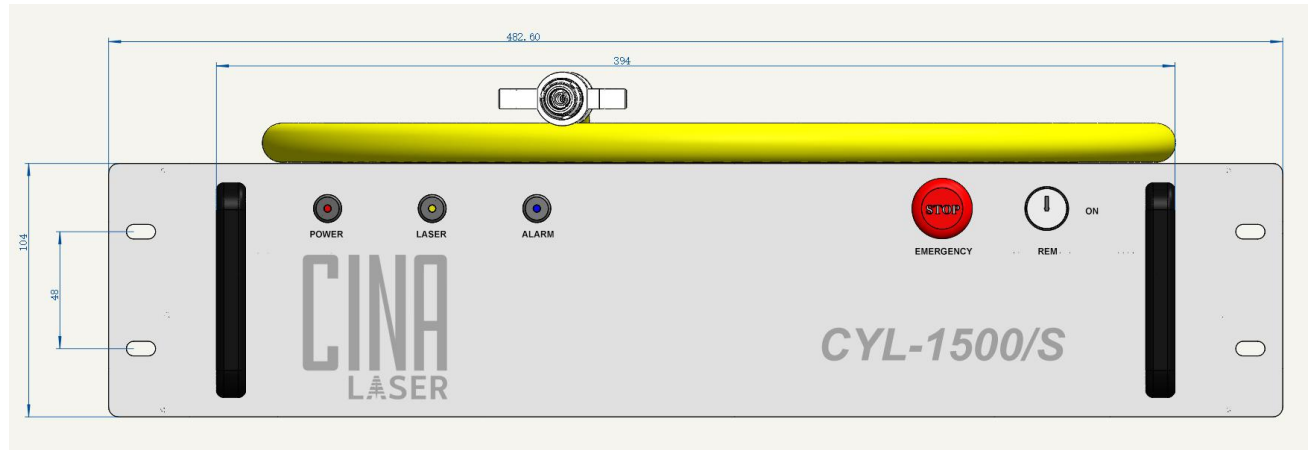 482.60
394
104
48
STOP
ON
POWER
LASER
ALARM
EMERGENCY
REM
CINA
LASER
CYL-1500/S